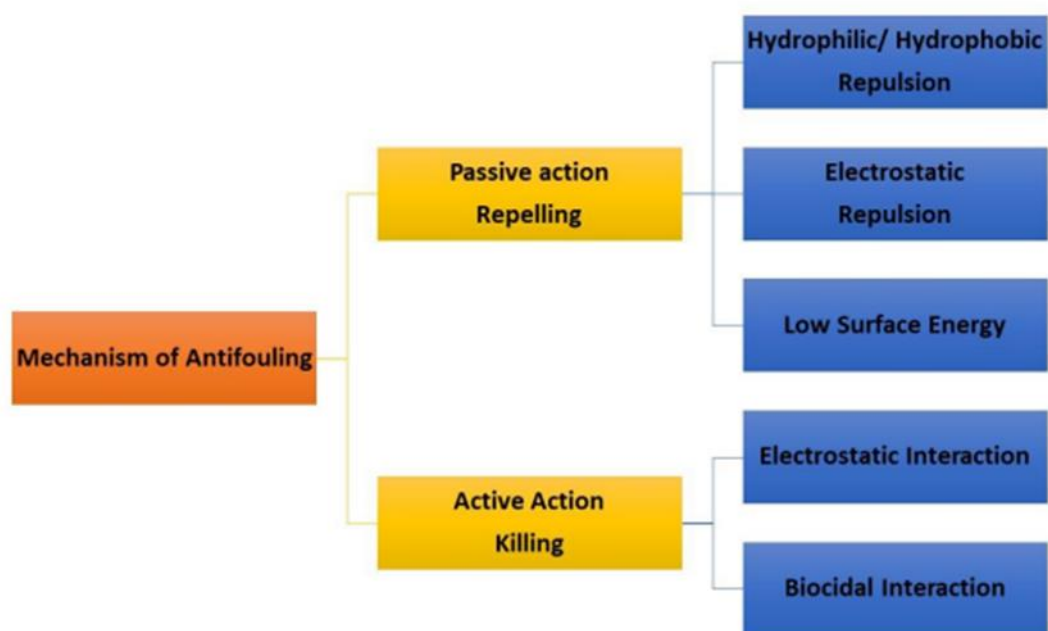 Hydrophilic/ Hydrophobic
Repulsion
Passive action
Repelling
Electrostatic
Repulsion
Low Surface Energy
Mechanism of Antifouling
Electrostatic Interaction
Active Action
Killing
Biocidal Interaction